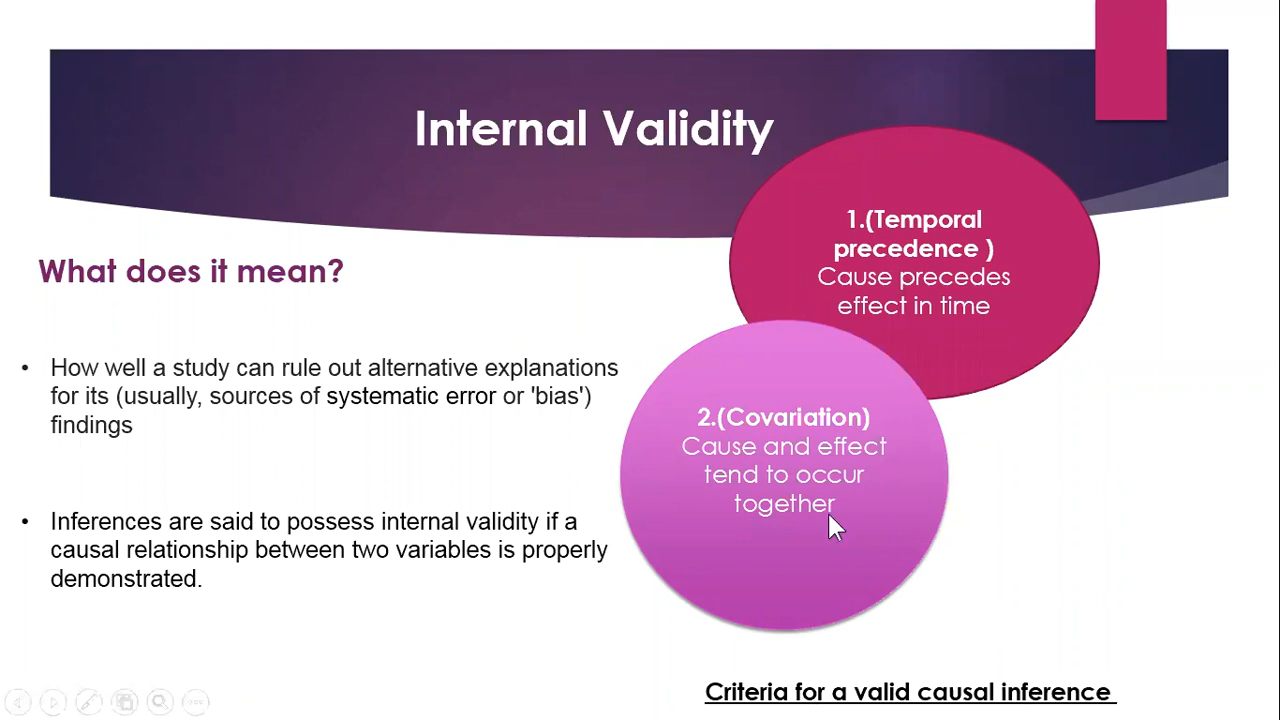 Internal Validity
What does it mean?
• How well a study can rule out alternative explanations
for its (usually, sources of systematic error or 'bias')
findings
• Inferences are said to possess internal validity if a
causal relationship between two variables is properly
demonstrated.
1.(Temporal
precedence )
Cause precedes
effect in time
2.(Covariation)
Cause and effect
tend to occur
together
Criteria for a valid causal inference